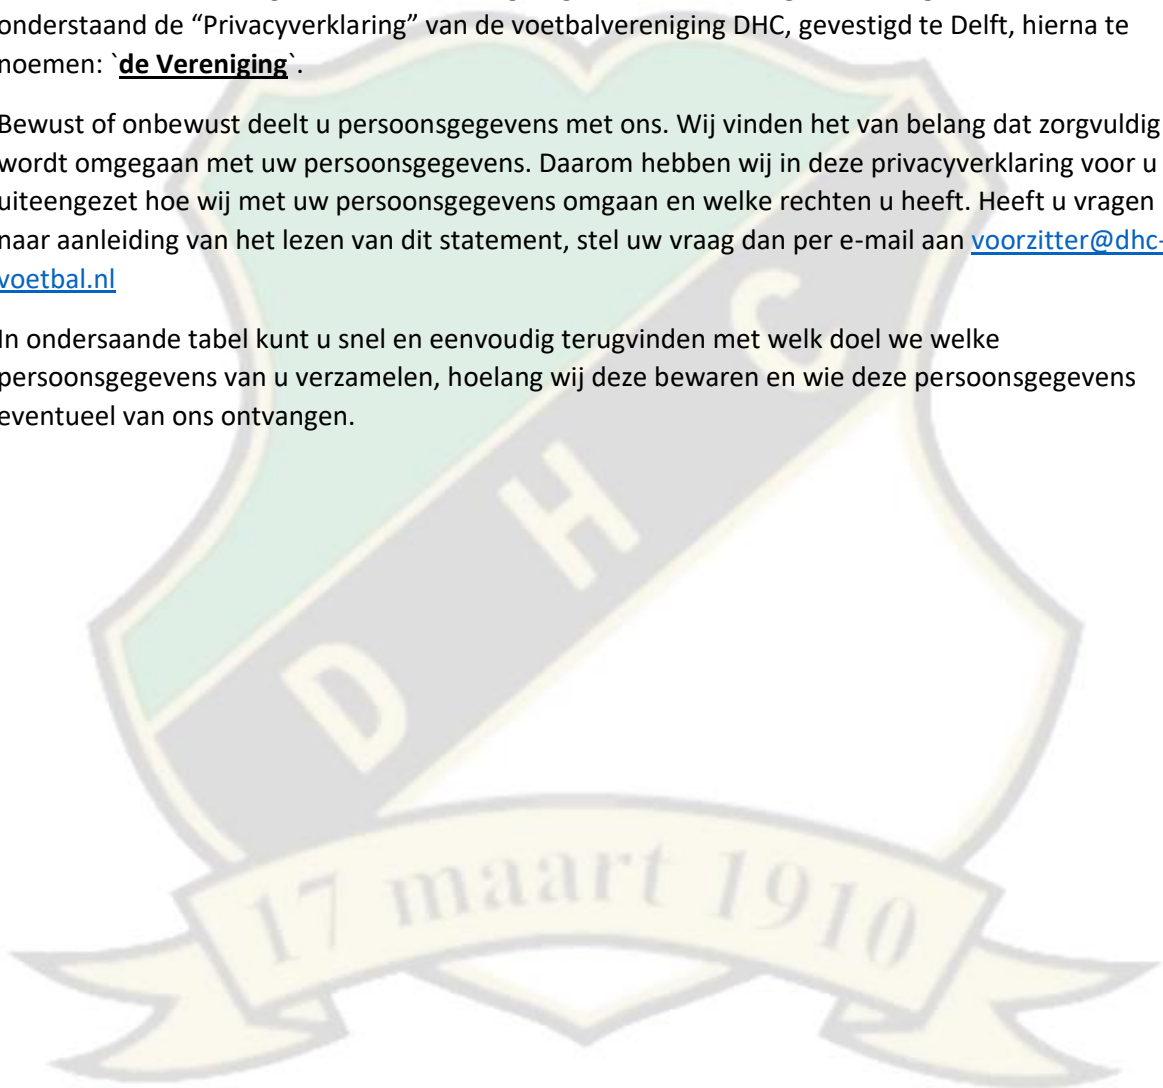 onderstaand de “Privacyverklaring” van de voetbalvereniging DHC, gevestigd te Delft, hierna te
noemen: `de Vereniging`.
Bewust of onbewust deelt u persoonsgegevens met ons. Wij vinden het van belang dat zorgvuldig
wordt omgegaan met uw persoonsgegevens. Daarom hebben wij in deze privacyverklaring voor u
uiteengezet hoe wij met uw persoonsgegevens omgaan en welke rechten u heeft. Heeft u vragen
naar aanleiding van het lezen van dit statement, stel uw vraag dan per e-mail aan voorzitter@dhc-
voetbal.nl
In ondersaande tabel kunt u snel en eenvoudig terugvinden met welk doel we welke
persoonsgegevens van u verzamelen, hoelang wij deze bewaren en wie deze persoonsgegevens
eventueel van ons ontvangen.
D H C
17 maart 1910